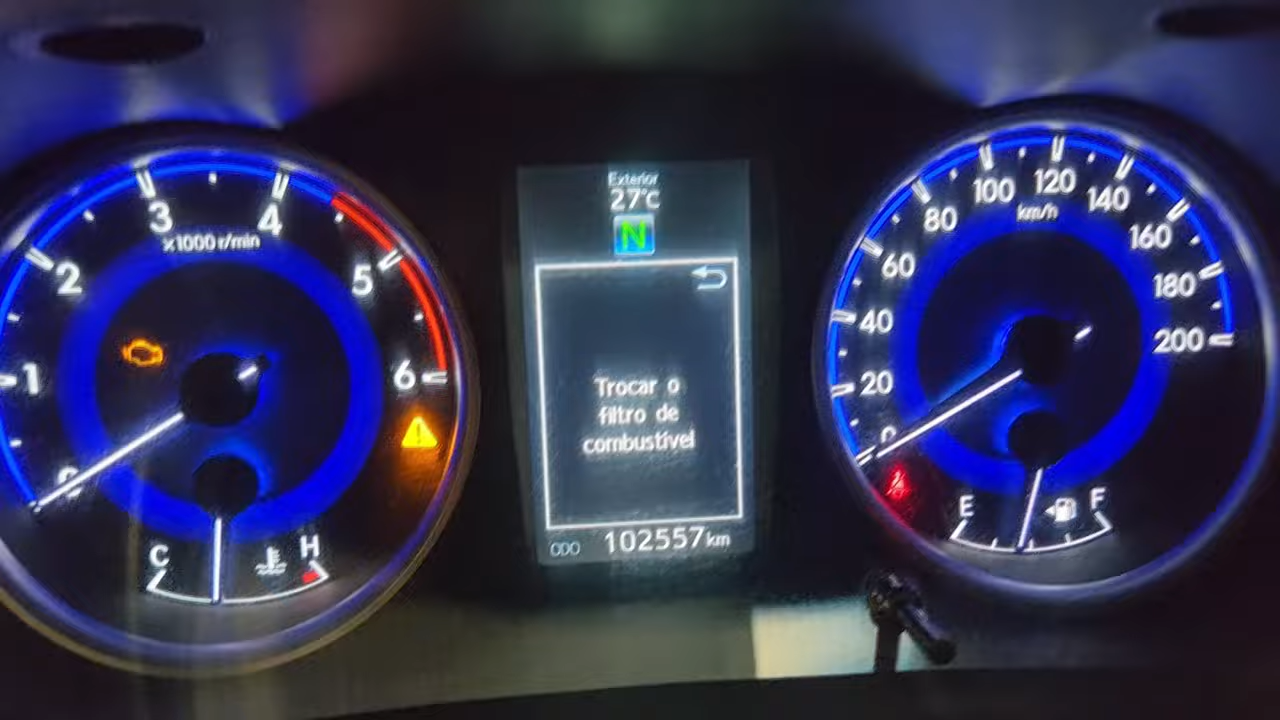 0
1
2
3
4
5
6
x1000 r/min
C
H
Exterior
27°C
N
Trocar o
filtro de
combustível
ODO 102557 km
0
20
40
60
80
100
120
140
160
180
200
km/h
E
F